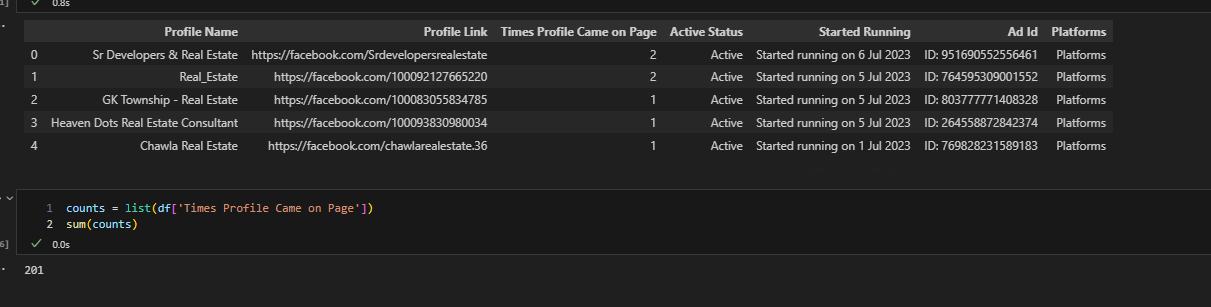 0.8s
Profile Name Profile Link Times Profile Came on Page Active Status Started Running Ad Id Platforms
0 Sr Developers & Real Estate https://facebook.com/Srdevelopersrealestate 2 Active Started running on 6 Jul 2023 ID: 951690552556461 Platforms
1 Real_Estate https://facebook.com/100092127665220 2 Active Started running on 5 Jul 2023 ID: 764595309001552 Platforms
2 GK Township - Real Estate https://facebook.com/100083055834785 1 Active Started running on 5 Jul 2023 ID: 803777771408328 Platforms
3 Heaven Dots Real Estate Consultant https://facebook.com/100093830980034 1 Active Started running on 5 Jul 2023 ID: 264558872842374 Platforms
4 Chawla Real Estate https://facebook.com/chawlarealestate.36 1 Active Started running on 1 Jul 2023 ID: 769828231589183 Platforms
1 counts = list(df['Times Profile Came on Page'])
2 sum(counts)
6] 0.0s
201